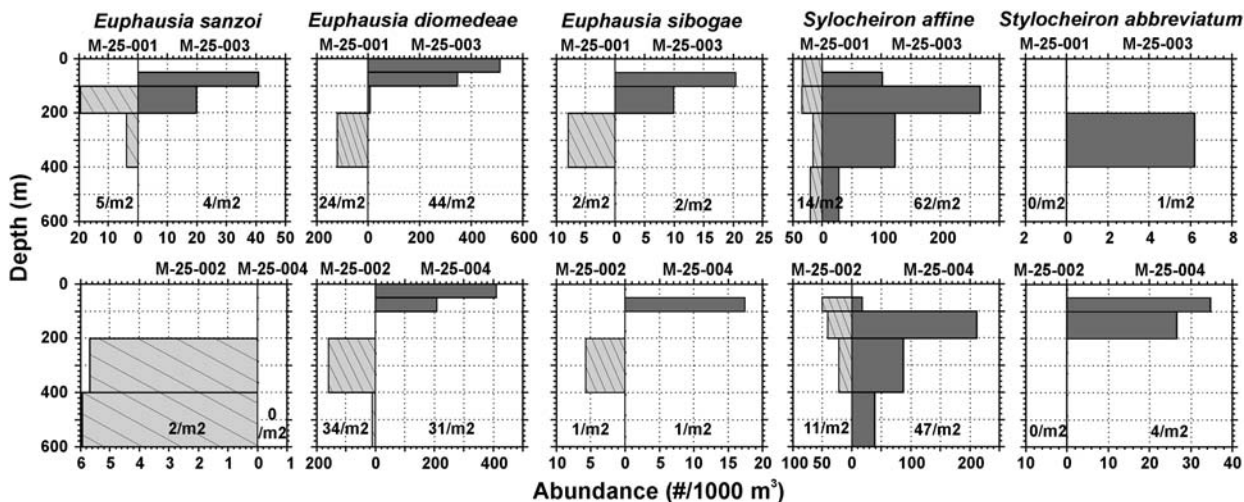 Euphausia sanzoi Euphausia diomedeae Euphausia sibogae Sylocheiron affine Stylocheiron abbreviatum
M-25-001 M-25-003 M-25-001 M-25-003 M-25-001 M-25-003 M-25-001 M-25-003 M-25-001 M-25-003
0
200
400
600
5/m2 4/m2 24/m2 44/m2 2/m2 2/m2 14/m2 62/m2 0/m2 1/m2
20 10 0 10 20 30 40 50 200 0 200 400 600 10 5 0 5 10 15 20 25 50 0 100 200 2 0 2 4 6 8
Depth (m)
M-25-002 M-25-004 M-25-002 M-25-004 M-25-002 M-25-004 M-25-002 M-25-004 M-25-002 M-25-004
0
200
400
600
2/m2 0/m2 34/m2 31/m2 1/m2 1/m2 11/m2 47/m2 0/m2 4/m2
6 5 4 3 2 1 0 1 200 0 200 400 10 5 0 5 10 15 20 100 50 0 100 200 10 0 10 20 30 40
Abundance (#/1000 m³)